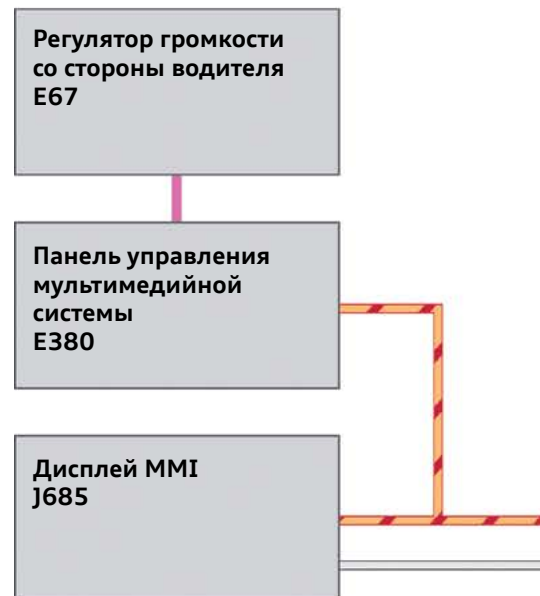 Регулятор громкости
со стороны водителя
E67
Панель управления
мультимедийной
системы
E380
Дисплей MMI
J685